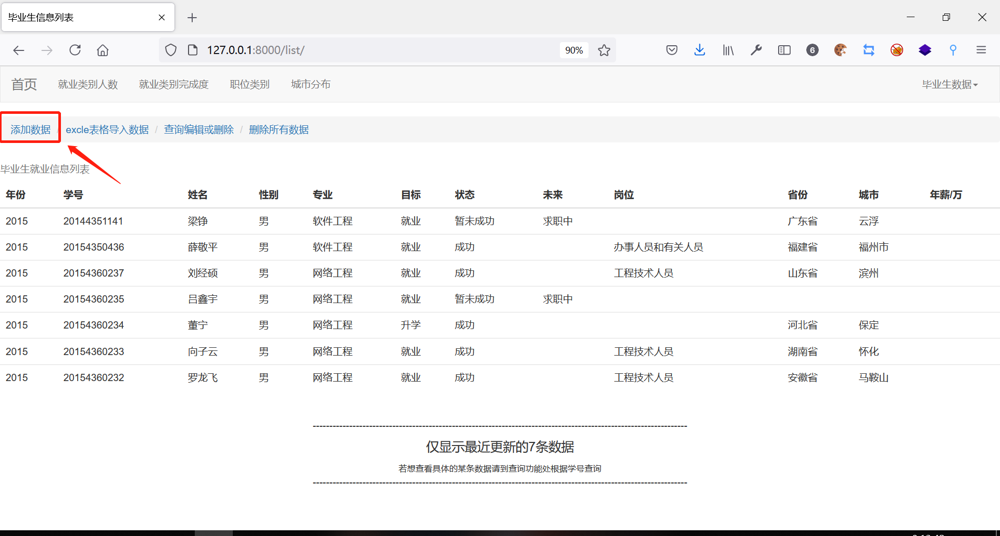 毕业生信息列表
127.0.0.1:8000/list/ 90% 6
首页 就业类别人数 就业类别完成度 职位类别 城市分布 毕业生数据
添加数据 / excle表格导入数据 / 查询编辑或删除 / 删除所有数据
毕业生就业信息列表
年份 学号 姓名 性别 专业 目标 状态 未来 岗位 省份 城市 年薪/万
2015 20144351141 梁铮 男 软件工程 就业 暂未成功 求职中 广东省 云浮
2015 20154350436 薛敬平 男 软件工程 就业 成功 办事人员和有关人员 福建省 福州市
2015 20154360237 刘经硕 男 网络工程 就业 成功 工程技术人员 山东省 滨州
2015 20154360235 吕鑫宇 男 网络工程 就业 暂未成功 求职中
2015 20154360234 董宁 男 网络工程 升学 成功 河北省 保定
2015 20154360233 向子云 男 网络工程 就业 成功 工程技术人员 湖南省 怀化
2015 20154360232 罗龙飞 男 网络工程 就业 成功 工程技术人员 安徽省 马鞍山
仅显示最近更新的7条数据
若想查看具体的某条数据请到查询功能处根据学号查询